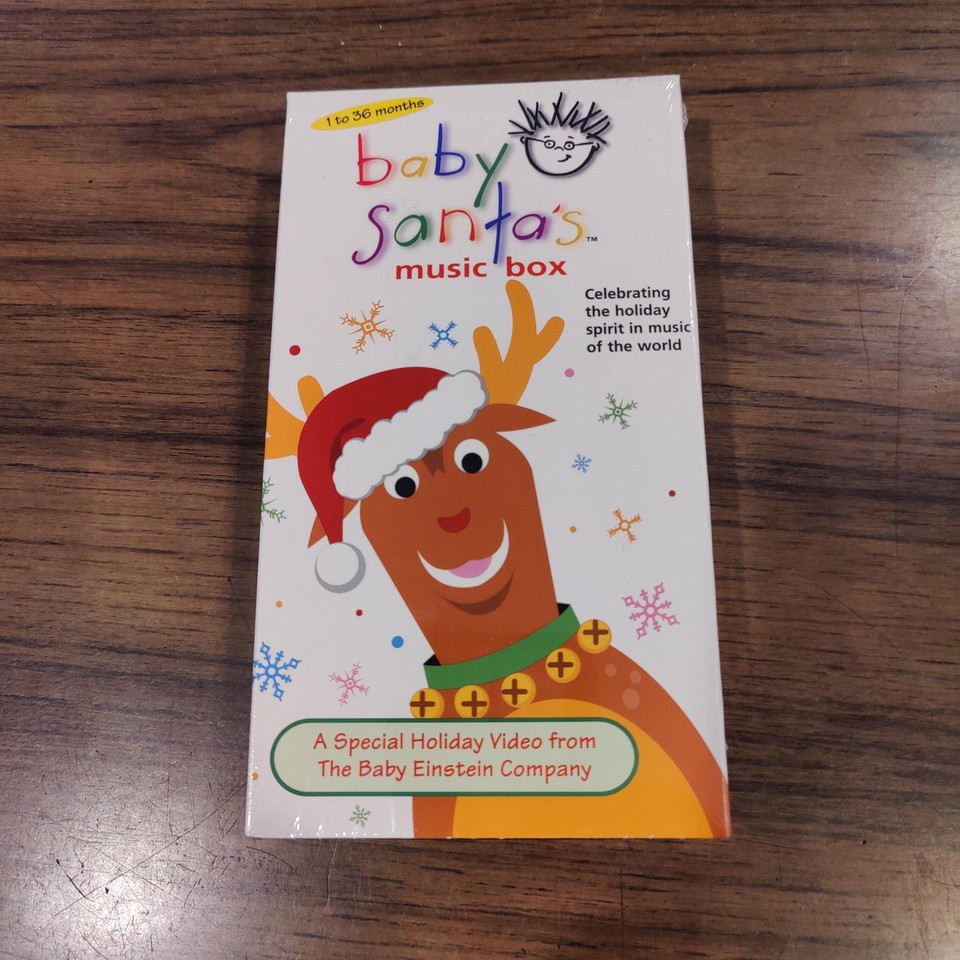 1 to 36 months
baby
santa's™
music box
Celebrating
the holiday
spirit in music
of the world
A Special Holiday Video from
The Baby Einstein Company